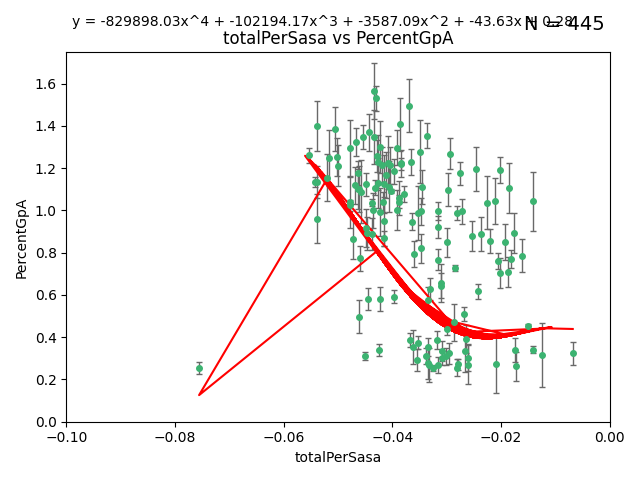 y = -829898.03x^4 + -102194.17x^3 + -3587.09x^2 + -43.63x + 0.28
N = 445
totalPerSasa vs PercentGpA
PercentGpA
1.6
1.4
1.2
1.0
0.8
0.6
0.4
0.2
0.0
−0.10 −0.08 −0.06 −0.04 −0.02 0.00
totalPerSasa